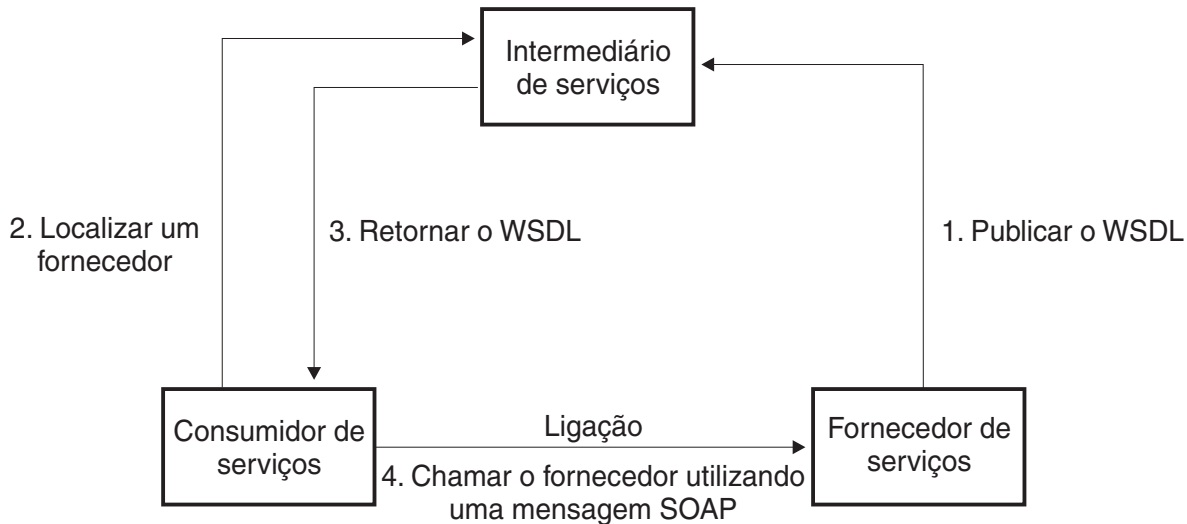 Intermediário
de serviços
2. Localizar um
fornecedor
3. Retornar o WSDL
1. Publicar o WSDL
Consumidor de
serviços
Ligação
4. Chamar o fornecedor utilizando
uma mensagem SOAP
Fornecedor de
serviços